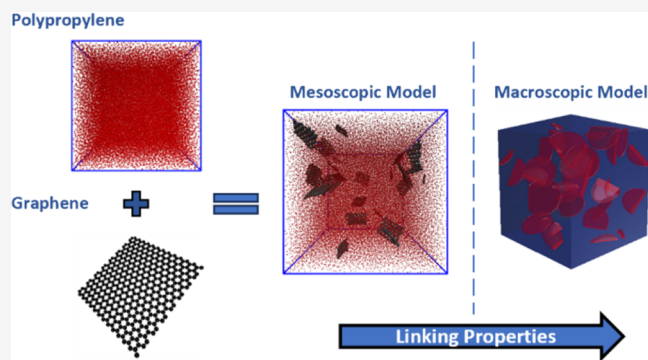 Polypropylene
Mesoscopic Model
Macroscopic Model
Graphene
Linking Properties